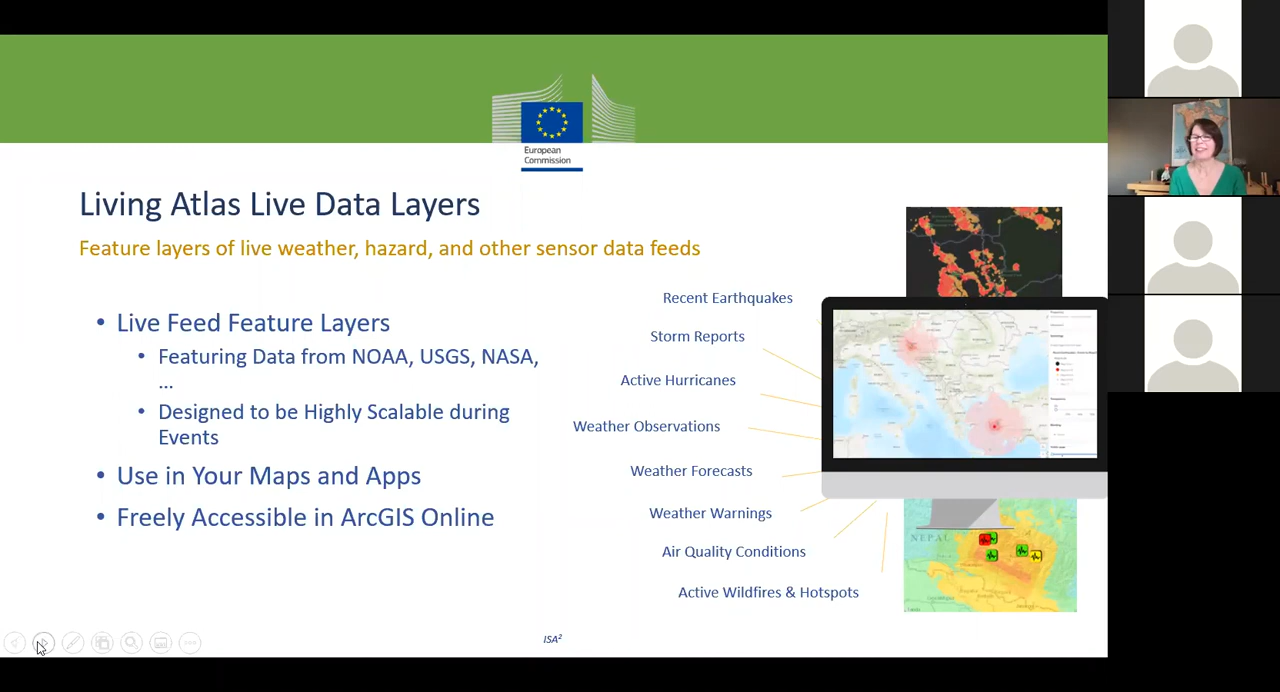 European
Commission
Living Atlas Live Data Layers
Feature layers of live weather, hazard, and other sensor data feeds
• Live Feed Feature Layers
• Featuring Data from NOAA, USGS, NASA,
...
• Designed to be Highly Scalable during
Events
• Use in Your Maps and Apps
• Freely Accessible in ArcGIS Online
Recent Earthquakes
Storm Reports
Active Hurricanes
Weather Observations
Weather Forecasts
Weather Warnings
Air Quality Conditions
Active Wildfires & Hotspots
NEPAL
ISA²